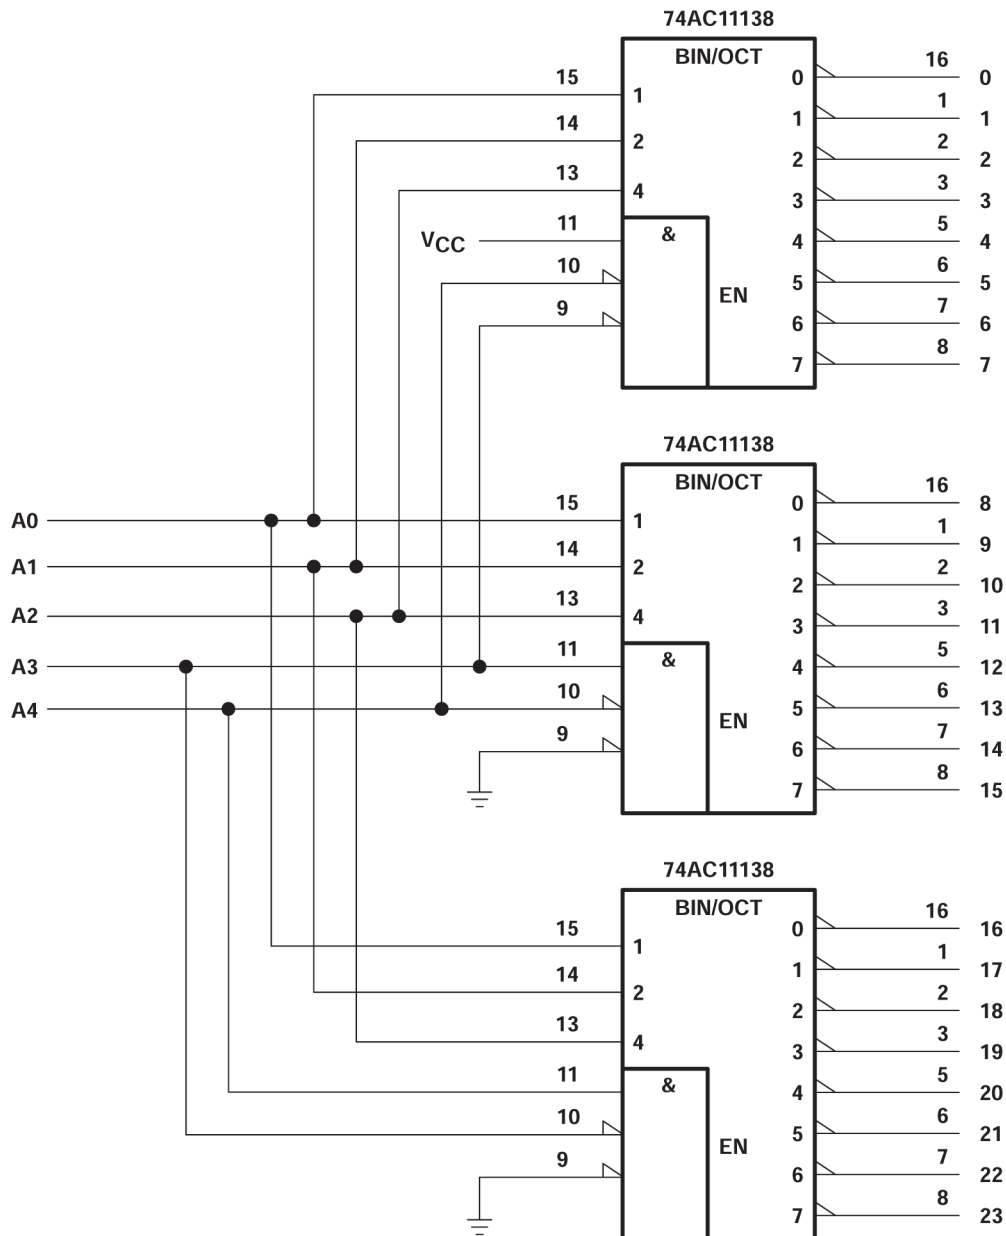 74AC11138
BIN/OCT
15 1 0 16 0
14 2 1 1 1
13 4 2 2 2
3 3 3
VCC 11 & 4 5 4
10 EN 5 6 5
9 6 7 6
7 8 7
74AC11138
BIN/OCT
0 16 8
A0 15 1 1 1 9
A1 14 2 2 2 10
A2 13 4 3 3 11
A3 11 & 4 5 12
A4 10 EN 5 6 13
9 6 7 14
7 8 15
74AC11138
BIN/OCT
0 16 16
15 1 1 1 17
14 2 2 2 18
13 4 3 3 19
11 & 4 5 20
10 EN 5 6 21
9 6 7 22
7 8 23